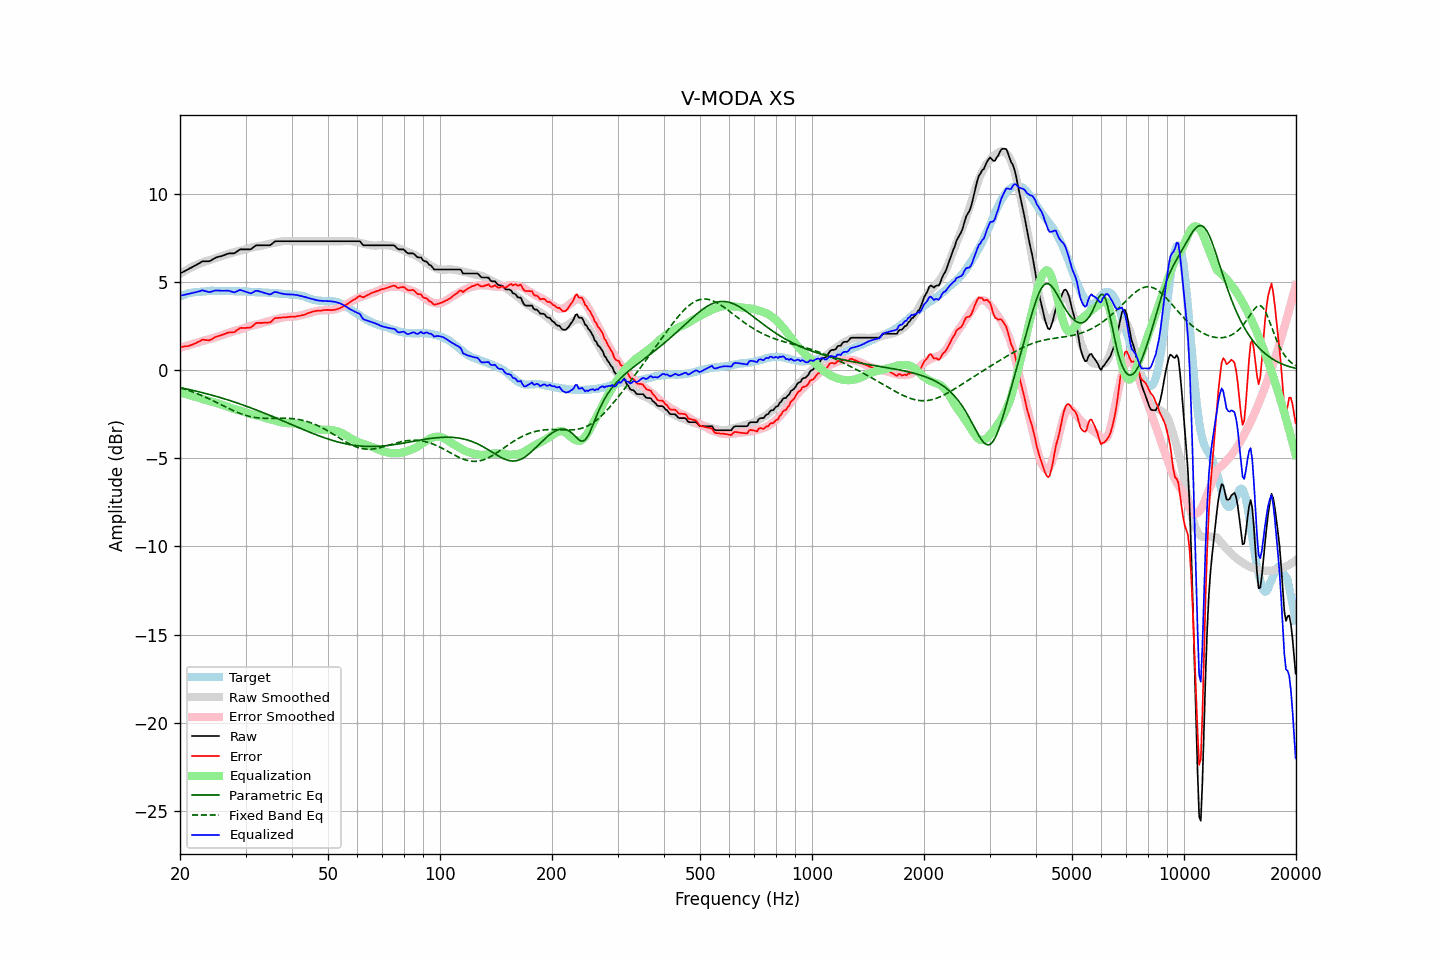 V-MODA XS
10
5
0
−5
−10
−15
−20
−25
Amplitude (dBr)
Target
Raw Smoothed
Error Smoothed
Raw
Error
Equalization
Parametric Eq
Fixed Band Eq
Equalized
20 50 100 200 500 1000 2000 5000 10000 20000
Frequency (Hz)